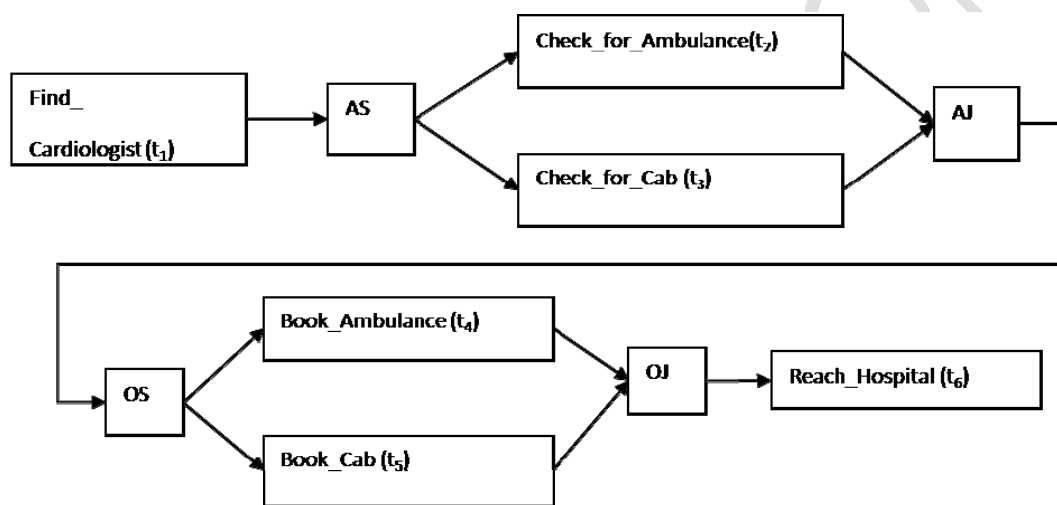 Check_for_Ambulance(t₂)
Find_
Cardiologist (t₁)
AS
AJ
Check_for_Cab (t₃)
Book_Ambulance (t₄)
OS
OJ
Reach_Hospital (t₆)
Book_Cab (t₅)